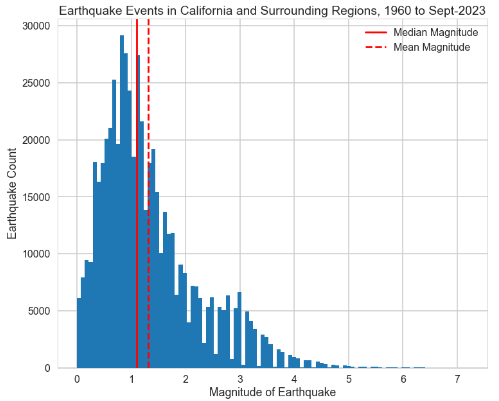 Earthquake Events in California and Surrounding Regions, 1960 to Sept-2023
Median Magnitude
Mean Magnitude
30000
25000
20000
15000
10000
5000
0
Earthquake Count
0 1 2 3 4 5 6 7
Magnitude of Earthquake